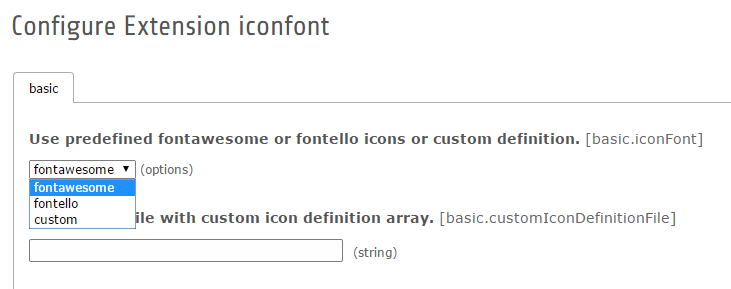 Configure Extension iconfont
basic
Use predefined fontawesome or fontello icons or custom definition. [basic.iconFont]
fontawesome (options)
fontawesome
fontello
custom
ile with custom icon definition array. [basic.customIconDefinitionFile]
(string)